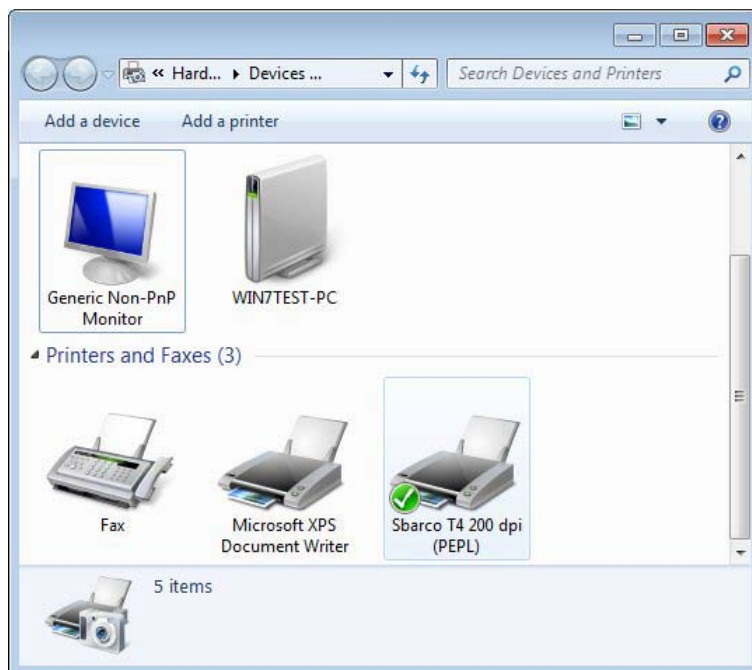 « Hard... ▸ Devices ...
Search Devices and Printers
Add a device
Add a printer
Generic Non-PnP
Monitor
WIN7TEST-PC
Printers and Faxes (3)
Fax
Microsoft XPS
Document Writer
Sbarco T4 200 dpi
(PEPL)
5 items